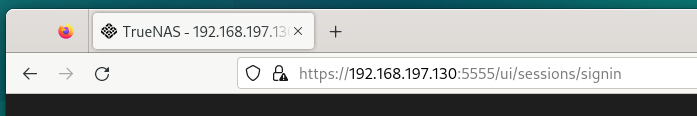 TrueNAS - 192.168.197.13
https://192.168.197.130:5555/ui/sessions/signin